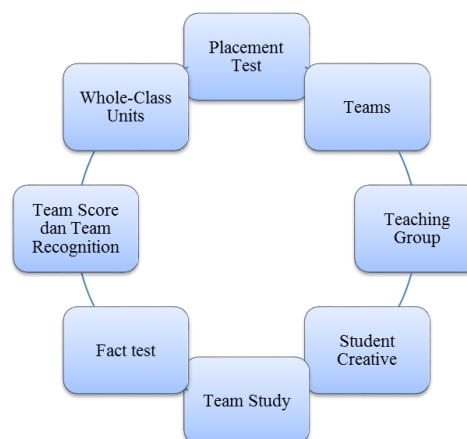 Placement
Test
Teams
Teaching
Group
Student
Creative
Team Study
Fact test
Team Score
dan Team
Recognition
Whole-Class
Units